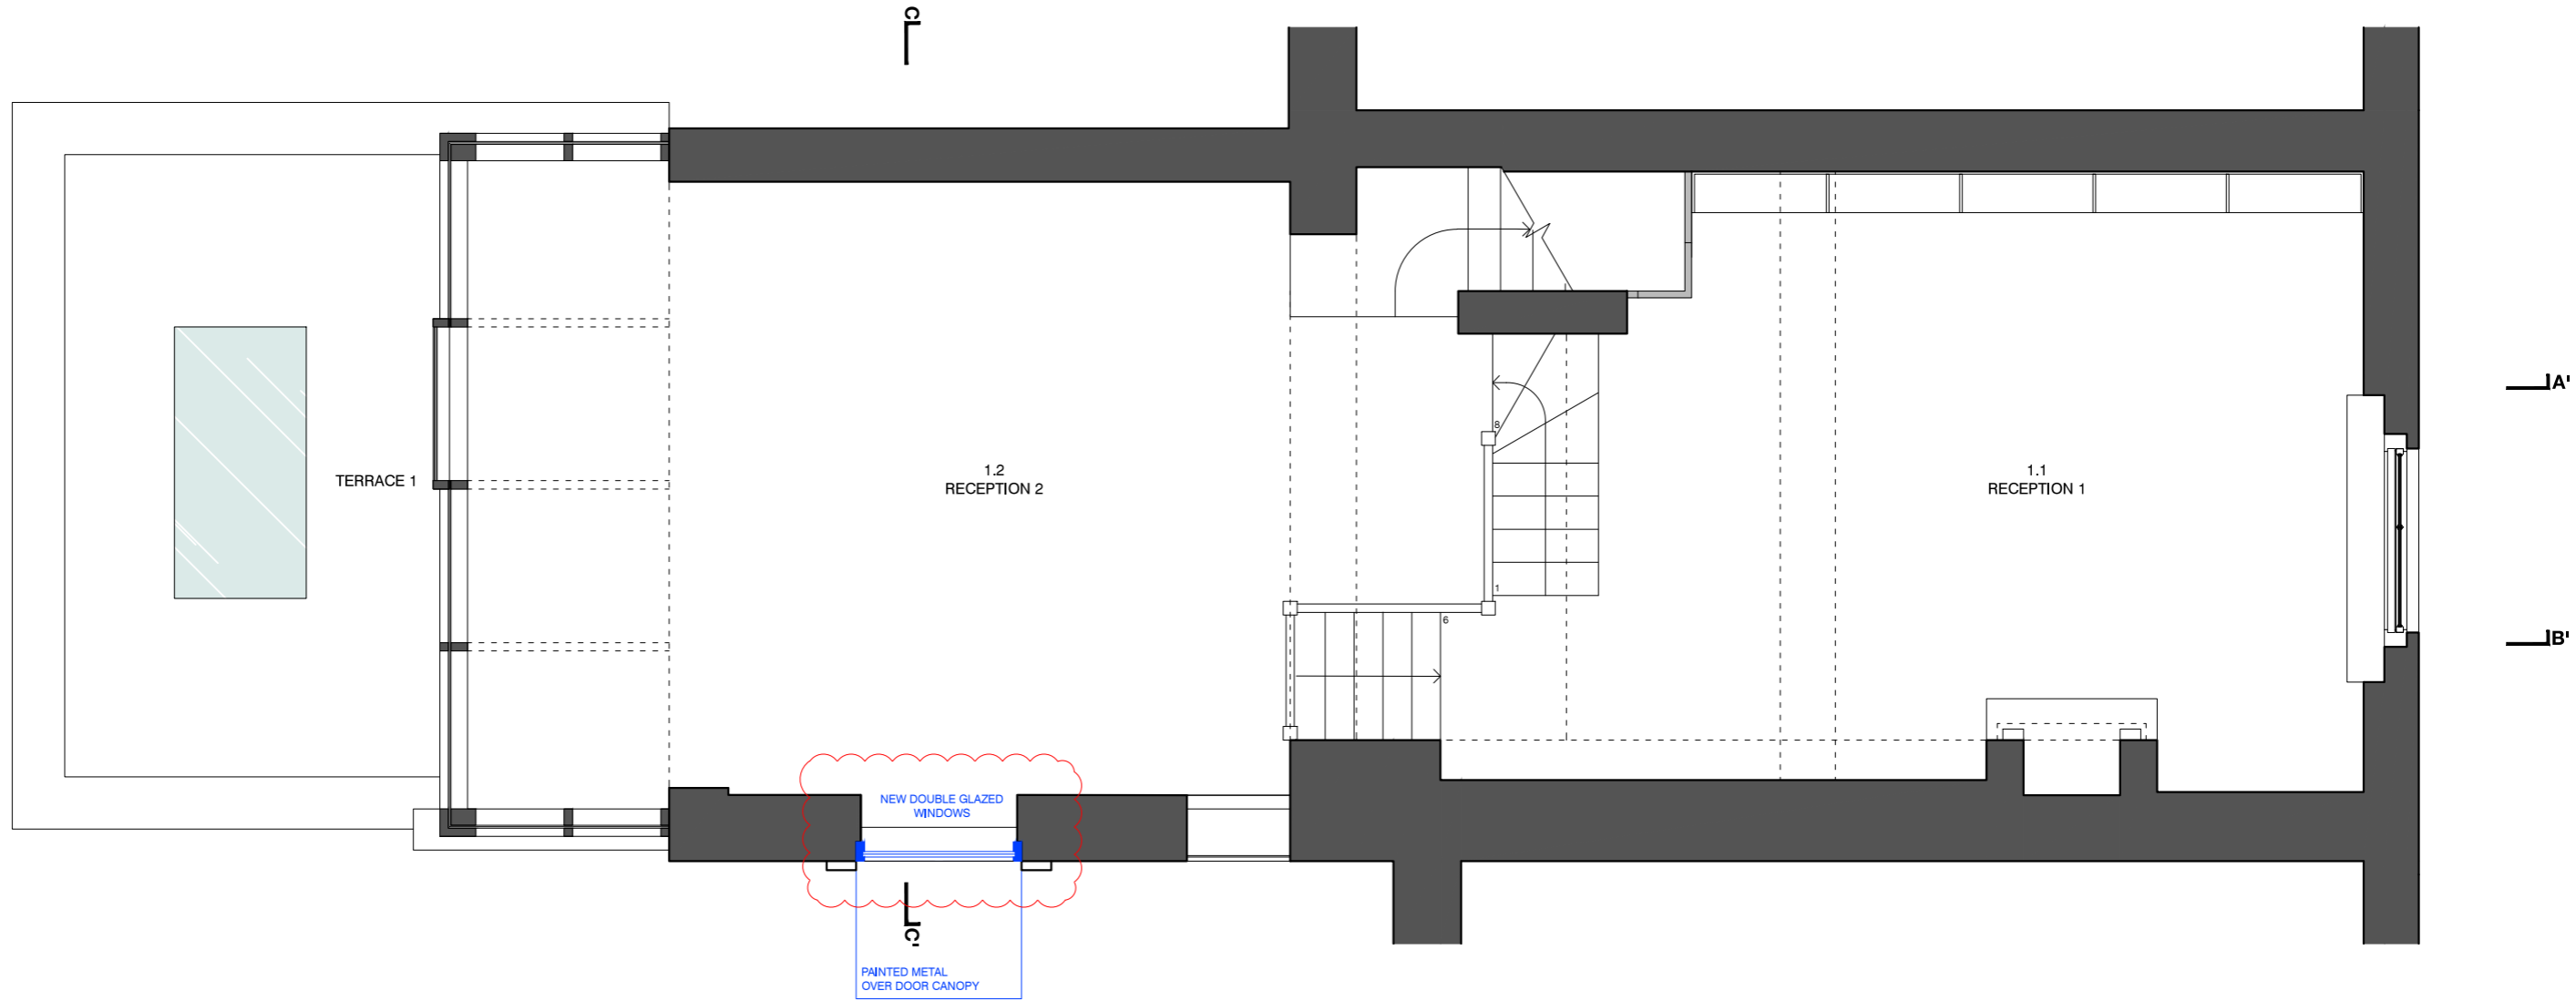 C
A'
TERRACE 1
1.2
RECEPTION 2
8
1.1
RECEPTION 1
1
6
B'
NEW DOUBLE GLAZED
WINDOWS
C'
PAINTED METAL
OVER DOOR CANOPY